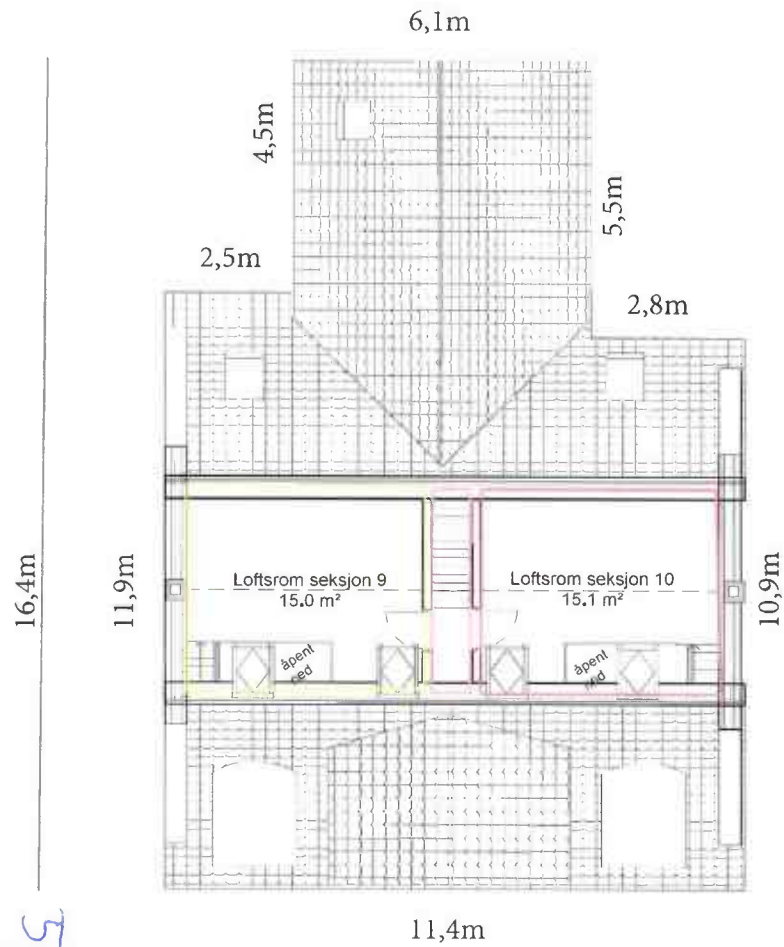 6,1m
4,5m
5,5m
2,5m
2,8m
16,4m
11,9m
10,9m
Loftsrom seksjon 9
15.0 m²
Loftsrom seksjon 10
15.1 m²
åpent
ned
åpent
11,4m
5